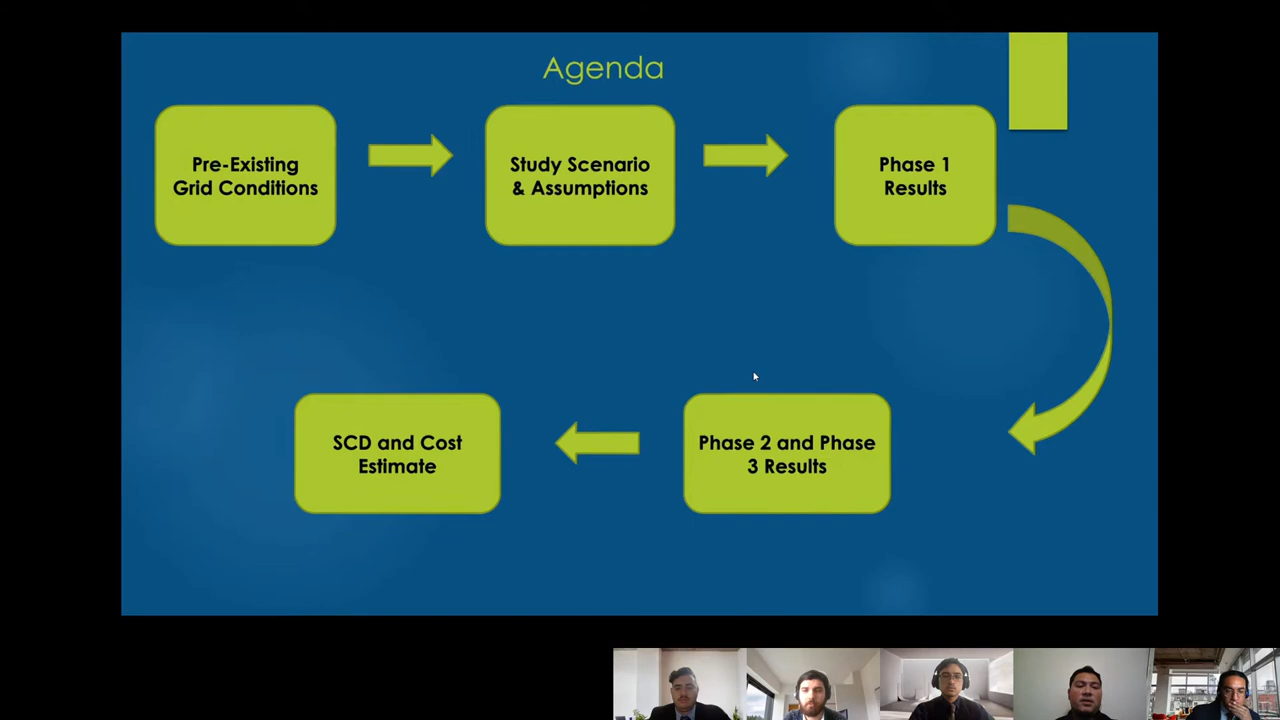 Agenda
Pre-Existing
Grid Conditions
Study Scenario
& Assumptions
Phase 1
Results
Phase 2 and Phase
3 Results
SCD and Cost
Estimate